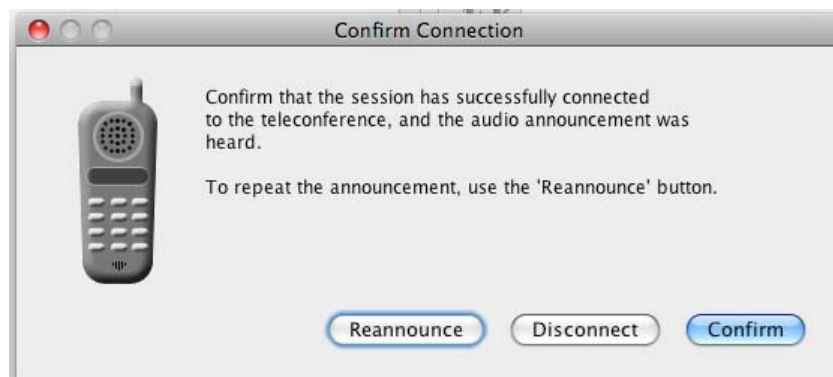 Confirm Connection
Confirm that the session has successfully connected
to the teleconference, and the audio announcement was
heard.
To repeat the announcement, use the 'Reannounce' button.
Reannounce
Disconnect
Confirm